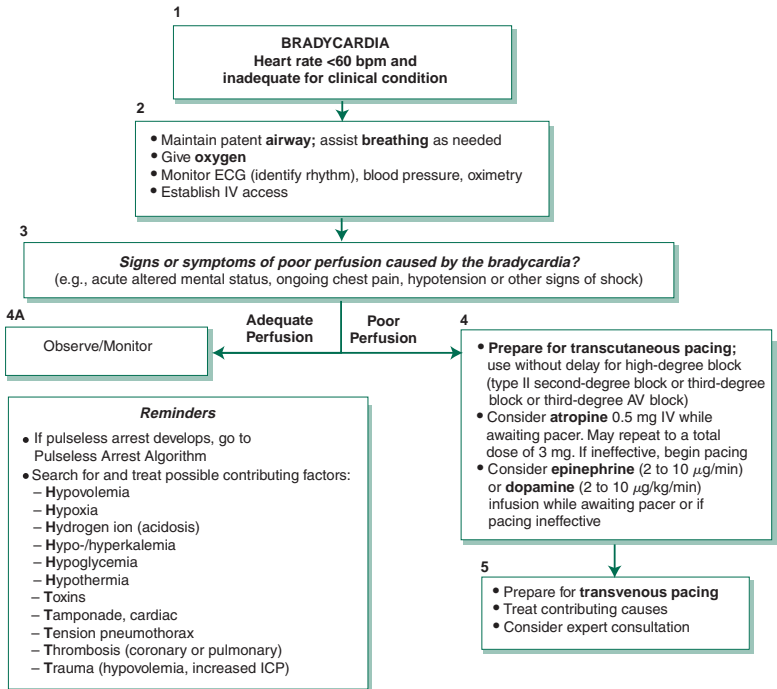 1
BRADYCARDIA
Heart rate <60 bpm and
inadequate for clinical condition
2
• Maintain patent airway; assist breathing as needed
• Give oxygen
• Monitor ECG (identify rhythm), blood pressure, oximetry
• Establish IV access
3
Signs or symptoms of poor perfusion caused by the bradycardia?
(e.g., acute altered mental status, ongoing chest pain, hypotension or other signs of shock)
4A
Observe/Monitor
Adequate
Perfusion
Poor
Perfusion
4
• Prepare for transcutaneous pacing;
use without delay for high-degree block
(type II second-degree block or third-degree
block or third-degree AV block)
• Consider atropine 0.5 mg IV while
awaiting pacer. May repeat to a total
dose of 3 mg. If ineffective, begin pacing
• Consider epinephrine (2 to 10 μg/min)
or dopamine (2 to 10 μg/kg/min)
infusion while awaiting pacer or if
pacing ineffective
Reminders
• If pulseless arrest develops, go to
Pulseless Arrest Algorithm
• Search for and treat possible contributing factors:
– Hypovolemia
– Hypoxia
– Hydrogen ion (acidosis)
– Hypo-/hyperkalemia
– Hypoglycemia
– Hypothermia
– Toxins
– Tamponade, cardiac
– Tension pneumothorax
– Thrombosis (coronary or pulmonary)
– Trauma (hypovolemia, increased ICP)
5
• Prepare for transvenous pacing
• Treat contributing causes
• Consider expert consultation